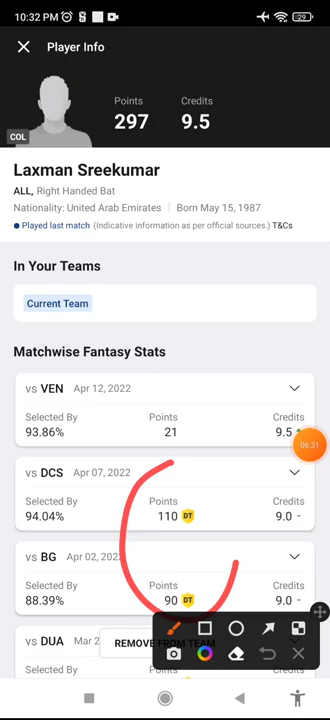 10:32 PM
29
Player Info
Points Credits
297 9.5
COL
Laxman Sreekumar
ALL, Right Handed Bat
Nationality: United Arab Emirates | Born May 15, 1987
Played last match (Indicative information as per official sources.) T&Cs
In Your Teams
Current Team
Matchwise Fantasy Stats
vs VEN Apr 12, 2022
Selected By Points Credits
93.86% 21 9.5
06:31
vs DCS Apr 07, 2022
Selected By Points Credits
94.04% 110 DT 9.0 -
vs BG Apr 02, 2022
Selected By Points Credits
88.39% 90 DT 9.0 -
vs DUA Mar 2
REMOVE FROM TEAM
Selected By Points Credits